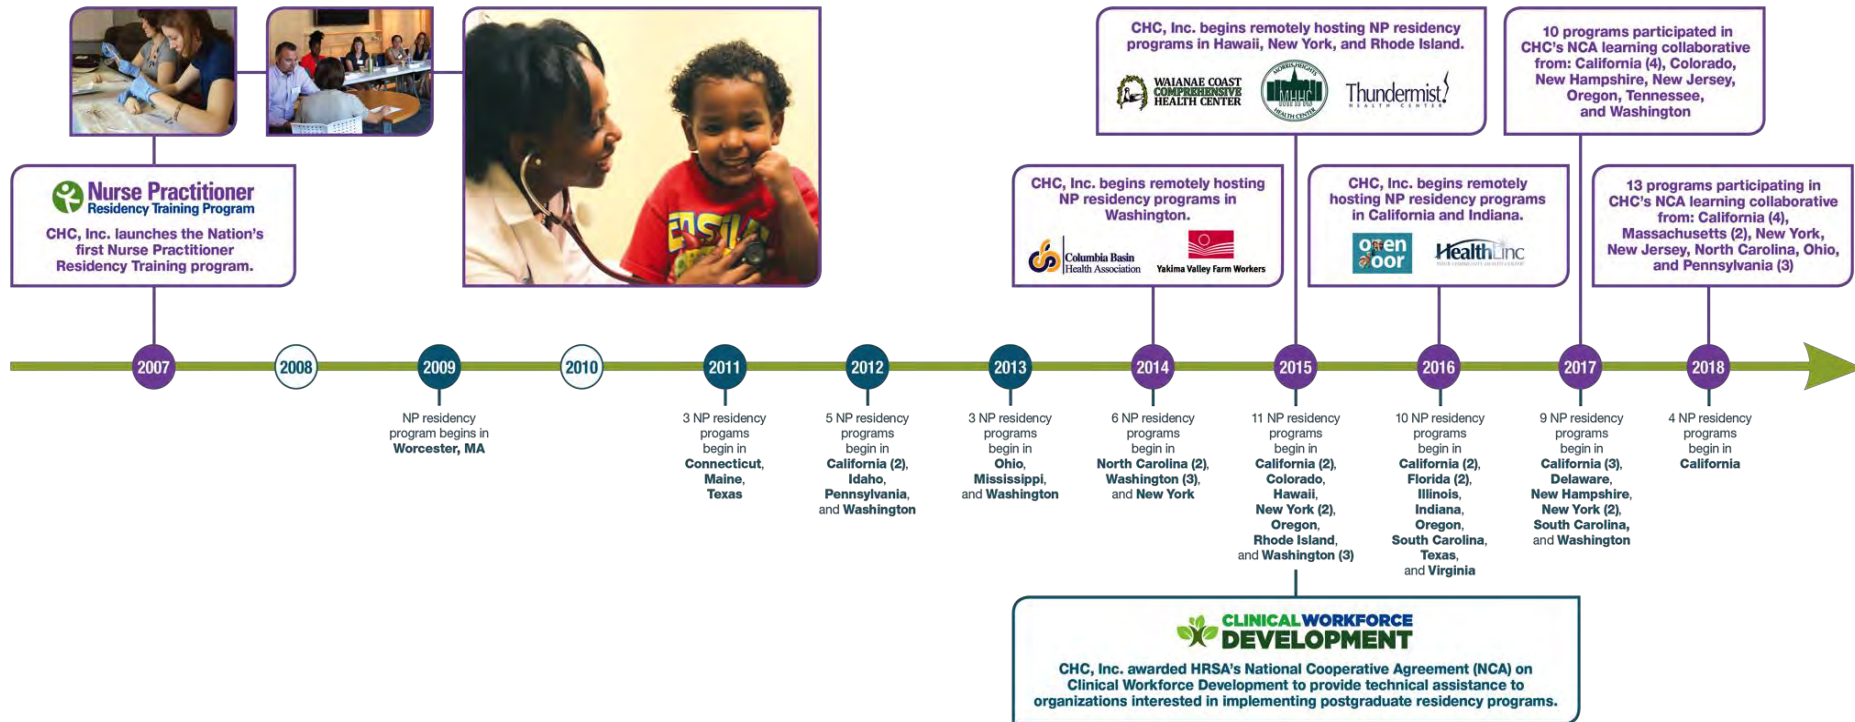 Nurse Practitioner
Residency Training Program
CHC, Inc. launches the Nation's
first Nurse Practitioner
Residency Training program.
CHC, Inc. begins remotely hosting
NP residency programs in
Washington.
Columbia Basin
Health Association
Yakima Valley Farm Workers
CHC, Inc. begins remotely hosting NP residency
programs in Hawaii, New York, and Rhode Island.
WAIANAE COAST
COMPREHENSIVE
HEALTH CENTER
MORRIS HEIGHTS
MHHC
HEALTH CENTER
Thundermist
HEALTH CENTER
CHC, Inc. begins remotely
hosting NP residency programs
in California and Indiana.
open
door
HealthLinc
10 programs participated in
CHC's NCA learning collaborative
from: California (4), Colorado,
New Hampshire, New Jersey,
Oregon, Tennessee,
and Washington
13 programs participating in
CHC's NCA learning collaborative
from: California (4),
Massachusetts (2), New York,
New Jersey, North Carolina, Ohio,
and Pennsylvania (3)
2007
2008
2009
2010
2011
2012
2013
2014
2015
2016
2017
2018
NP residency
program begins in
Worcester, MA
3 NP residency
progams
begin in
Connecticut,
Maine,
Texas
5 NP residency
programs
begin in
California (2),
Idaho,
Pennsylvania,
and Washington
3 NP residency
programs
begin in
Ohio,
Mississippi,
and Washington
6 NP residency
programs
begin in
North Carolina (2),
Washington (3),
and New York
11 NP residency
programs
begin in
California (2),
Colorado,
Hawaii,
New York (2),
Oregon,
Rhode Island,
and Washington (3)
10 NP residency
programs
begin in
California (2),
Florida (2),
Illinois,
Indiana,
Oregon,
South Carolina,
Texas,
and Virginia
9 NP residency
programs
begin in
California (3),
Delaware,
New Hampshire,
New York (2),
South Carolina,
and Washington
4 NP residency
programs
begin in
California
CLINICAL WORKFORCE
DEVELOPMENT
CHC, Inc. awarded HRSA's National Cooperative Agreement (NCA) on
Clinical Workforce Development to provide technical assistance to
organizations interested in implementing postgraduate residency programs.